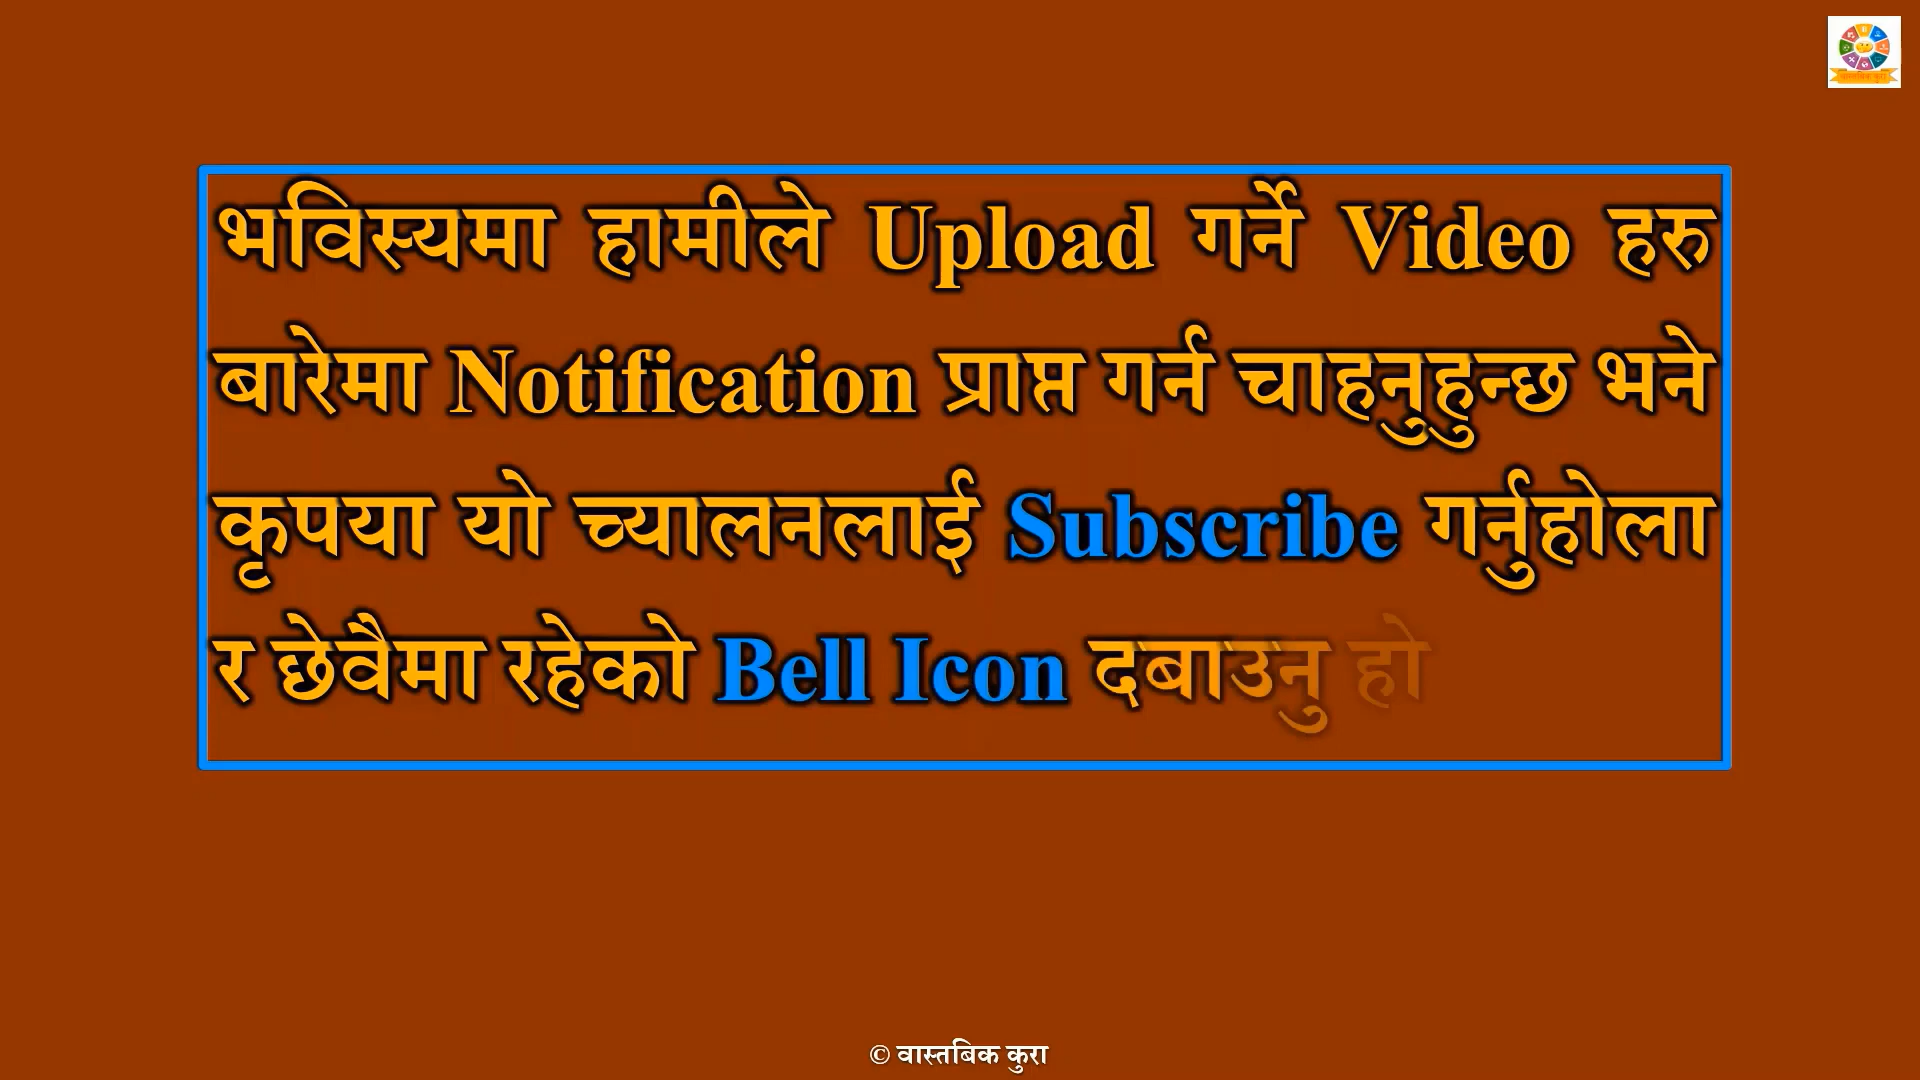 भविस्यमा हामीले Upload गर्ने Video हरु
बारेमा Notification प्राप्त गर्न चाहनुहुन्छ भने
कृपया यो च्यालनलाई Subscribe गर्नुहोला
र छेवैमा रहेको Bell Icon दबाउनु हो
© वास्तबिक कुरा